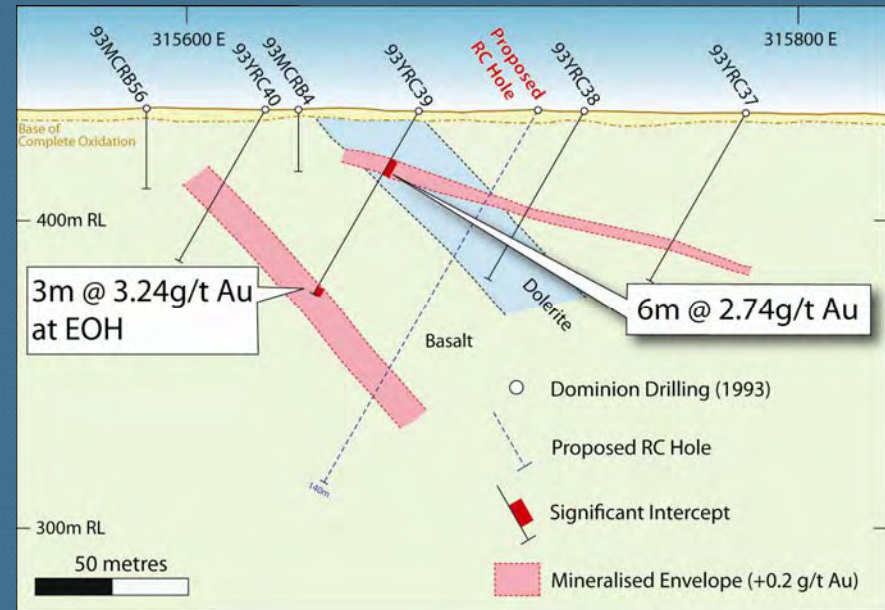 315600 E
315800 E
93MCRB56
93YRC40
93MCRB4
93YRC39
Proposed
RC Hole
93YRC38
93YRC37
Base of
Complete Oxidation
400m RL
3m @ 3.24g/t Au
at EOH
6m @ 2.74g/t Au
Dolerite
Basalt
Dominion Drilling (1993)
Proposed RC Hole
140m
Significant Intercept
300m RL
50 metres
Mineralised Envelope (+0.2 g/t Au)